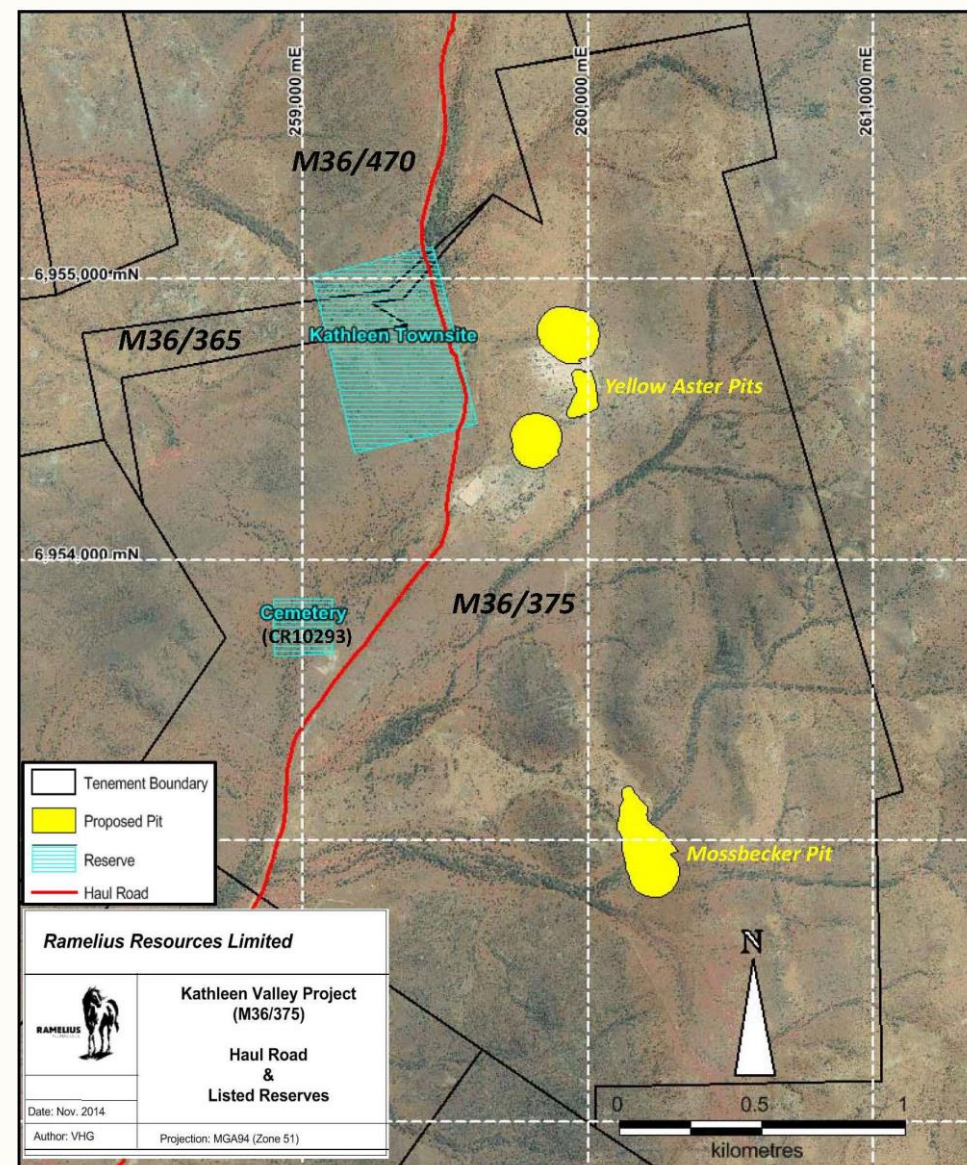 259,000 mE
260,000 mE
261,000 mE
M36/470
6,955,000 mN
Kathleen Townsite
M36/365
Yellow Aster Pits
6,954,000 mN
Cemetery
(CR10293)
M36/375
Tenement Boundary
Proposed Pit
Reserve
Haul Road
Mossbecker Pit
Ramelius Resources Limited
RAMELIUS
Kathleen Valley Project
(M36/375)
Haul Road
&
Listed Reserves
Date: Nov. 2014
Author: VHG
Projection: MGA94 (Zone 51)
N
0
0.5
1
kilometres